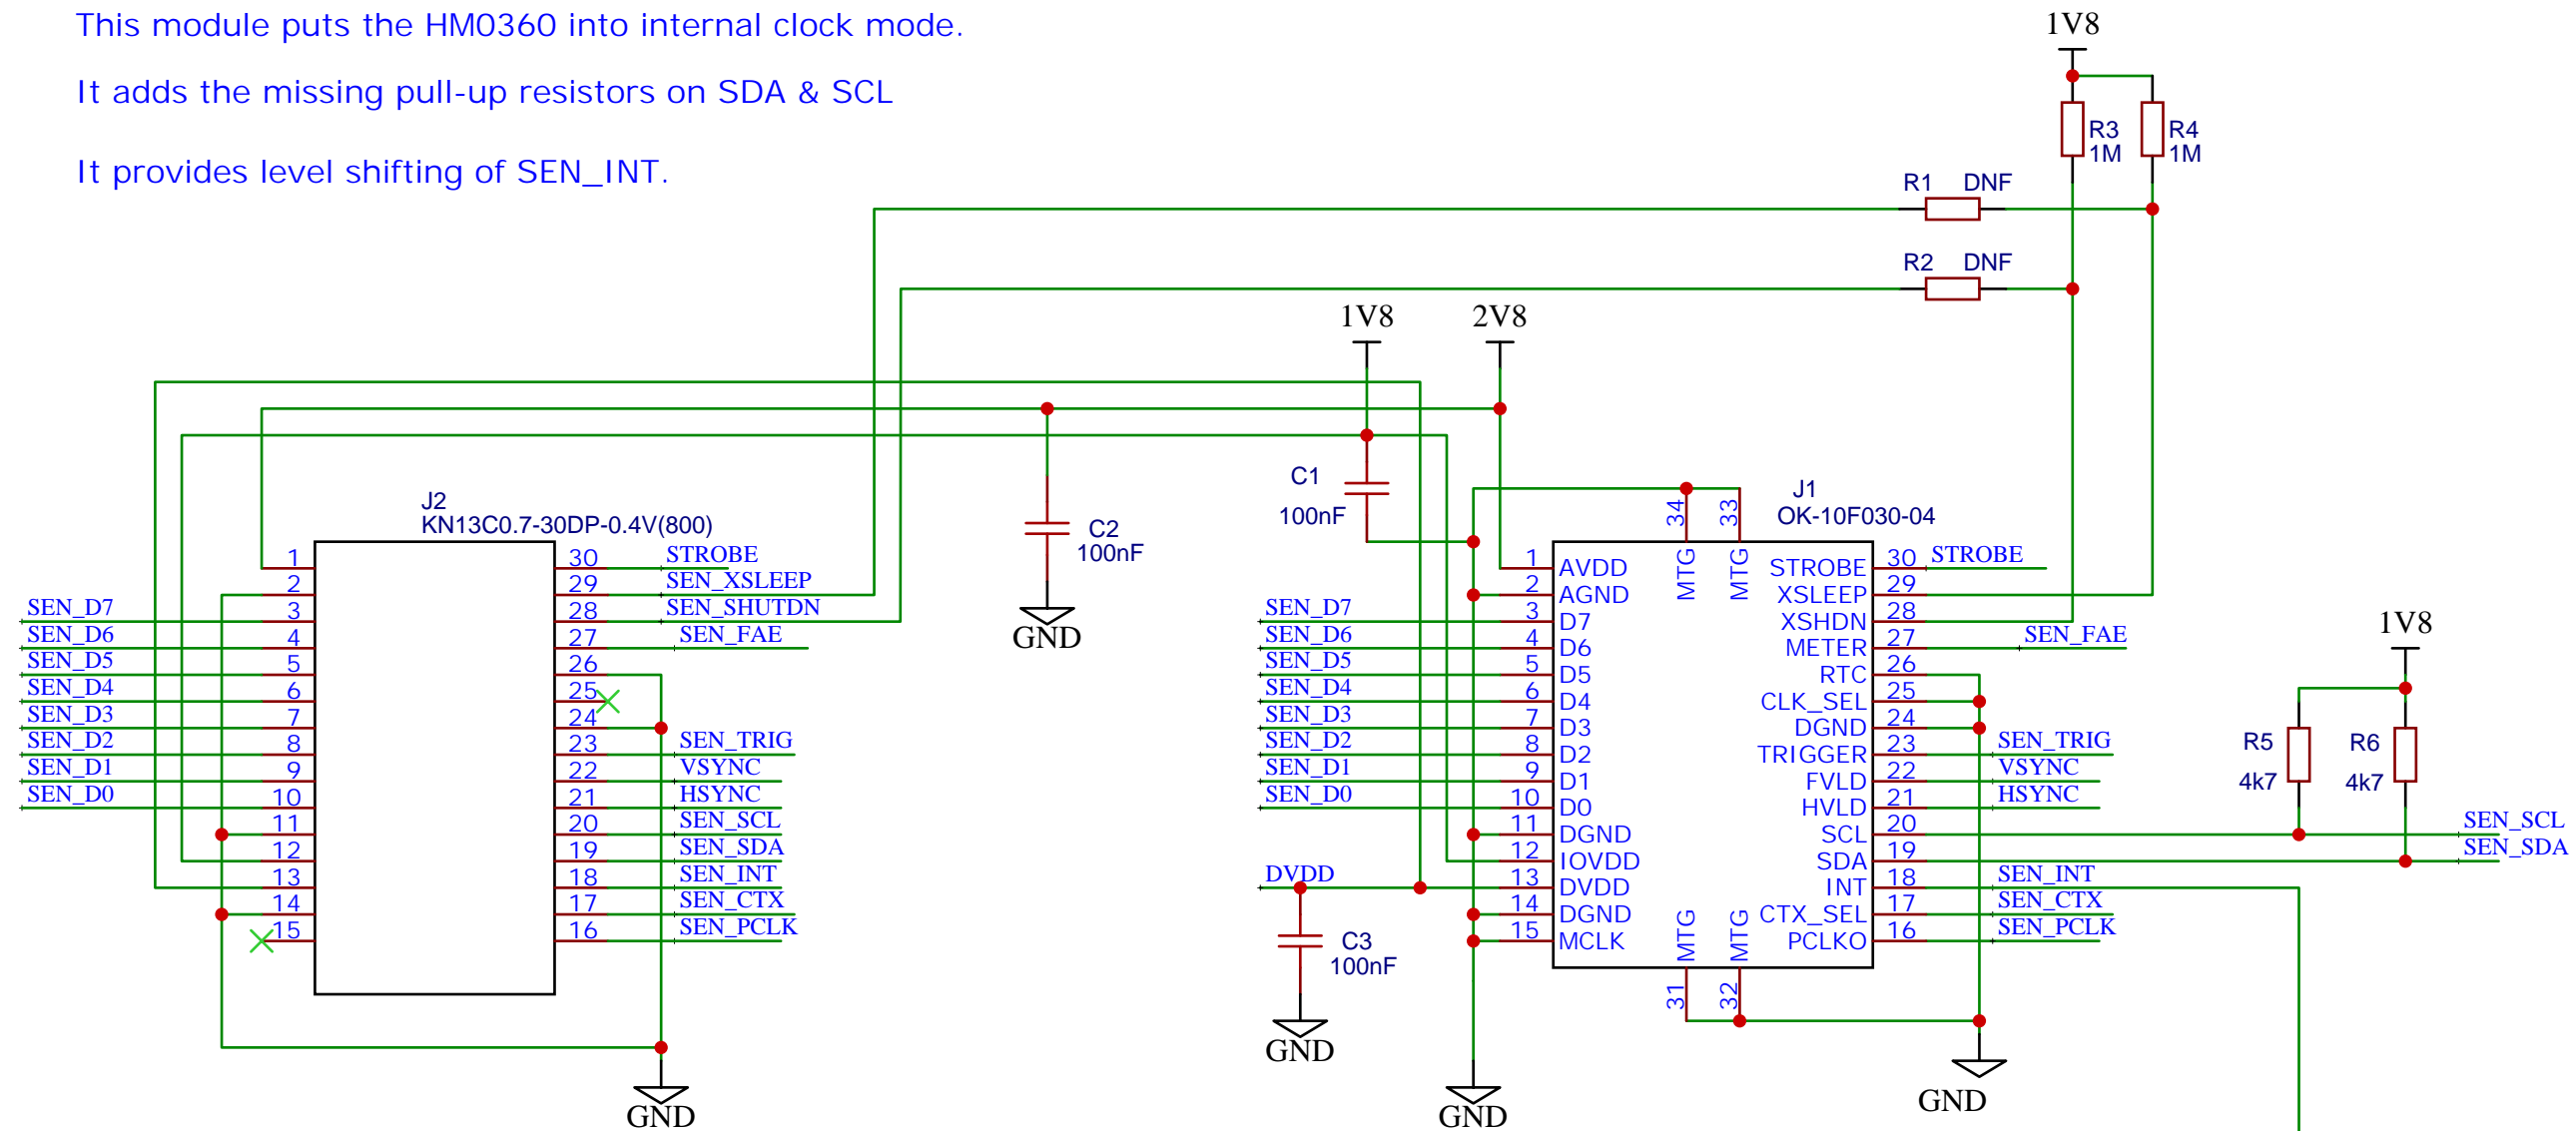 This module puts the HM0360 into internal clock mode.
It adds the missing pull-up resistors on SDA & SCL
It provides level shifting of SEN_INT.
1V8
R3
1M
R4
1M
R1 DNF
R2 DNF
1V8
2V8
C1
100nF
C2
100nF
GND
J2
KN13C0.7-30DP-0.4V(800)
1
2
SEN_D7 3
SEN_D6 4
SEN_D5 5
SEN_D4 6
SEN_D3 7
SEN_D2 8
SEN_D1 9
SEN_D0 10
11
12
13
14
15
30 STROBE
29 SEN_XSLEEP
28 SEN_SHUTDN
27 SEN_FAE
26
25
24
23 SEN_TRIG
22 VSYNC
21 HSYNC
20 SEN_SCL
19 SEN_SDA
18 SEN_INT
17 SEN_CTX
16 SEN_PCLK
GND
J1
OK-10F030-04
34 MTG
33 MTG
1 AVDD
2 AGND
SEN_D7 3 D7
SEN_D6 4 D6
SEN_D5 5 D5
SEN_D4 6 D4
SEN_D3 7 D3
SEN_D2 8 D2
SEN_D1 9 D1
SEN_D0 10 D0
11 DGND
12 IOVDD
DVDD 13 DVDD
14 DGND
15 MCLK
STROBE 30 STROBE
XSLEEP 29
XSHDN 28
METER 27 SEN_FAE
RTC 26
CLK_SEL 25
DGND 24
TRIGGER 23 SEN_TRIG
FVLD 22 VSYNC
HVLD 21 HSYNC
SCL 20 SEN_SCL
SDA 19 SEN_SDA
INT 18 SEN_INT
CTX_SEL 17 SEN_CTX
PCLKO 16 SEN_PCLK
31 MTG
32 MTG
C3
100nF
GND
GND
GND
1V8
R5
4k7
R6
4k7